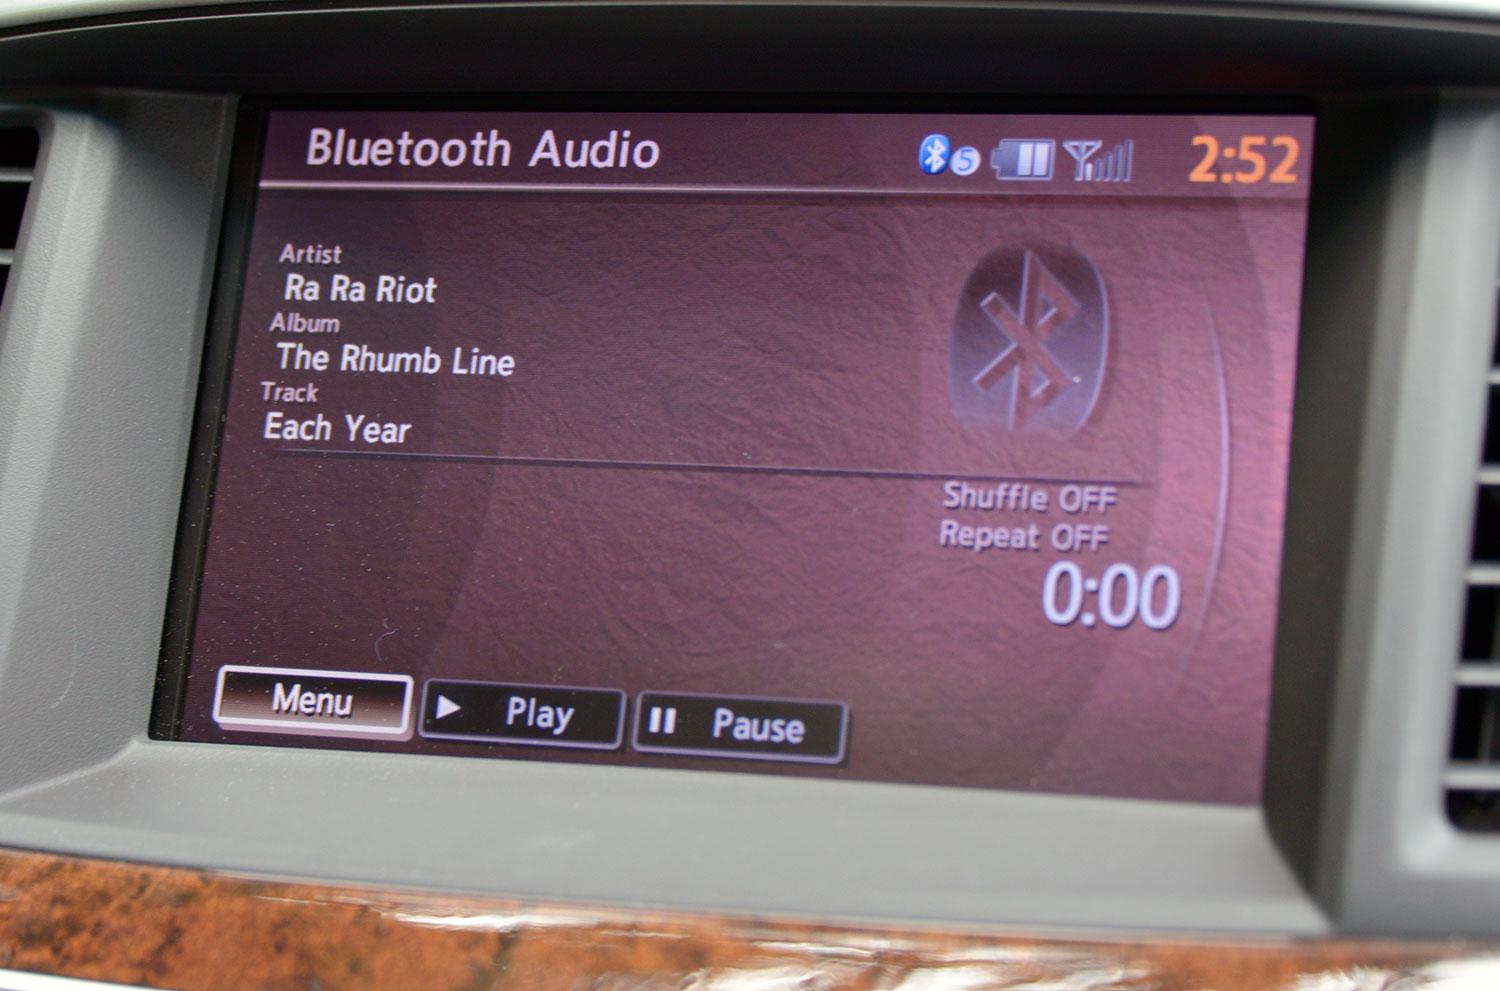 Bluetooth Audio
5
2:52
Artist
Ra Ra Riot
Album
The Rhumb Line
Track
Each Year
Shuffle OFF
Repeat OFF
0:00
Menu
Play
Pause